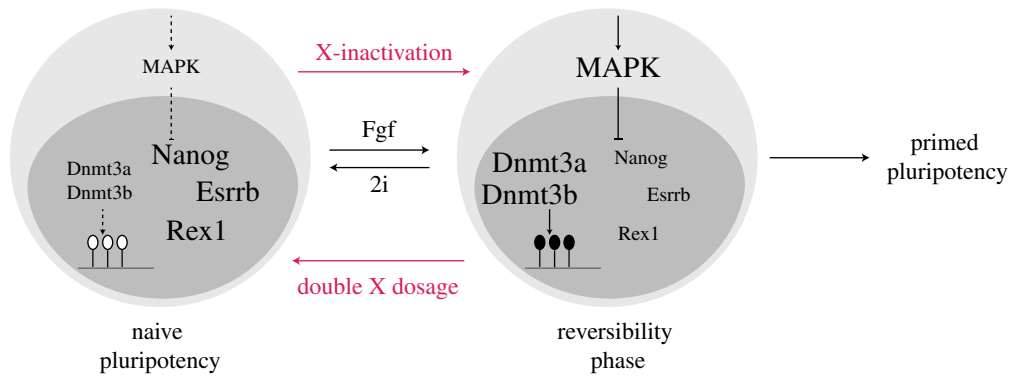 MAPK
Nanog
Dnmt3a
Dnmt3b
Esrrb
Rex1
naive
pluripotency
X-inactivation
Fgf
2i
double X dosage
MAPK
Dnmt3a
Dnmt3b
Nanog
Esrrb
Rex1
reversibility
phase
primed
pluripotency